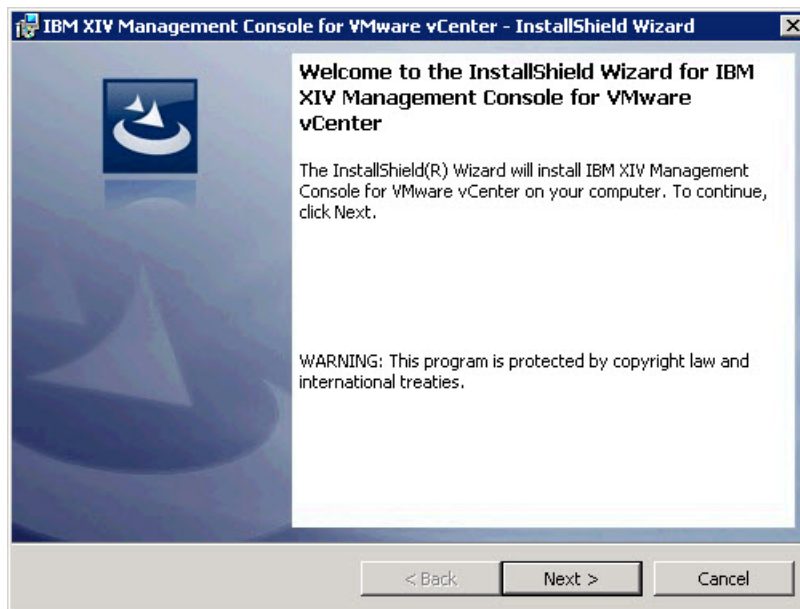 IBM XIV Management Console for VMware vCenter - InstallShield Wizard
Welcome to the InstallShield Wizard for IBM
XIV Management Console for VMware
vCenter
The InstallShield(R) Wizard will install IBM XIV Management
Console for VMware vCenter on your computer. To continue,
click Next.
WARNING: This program is protected by copyright law and
international treaties.
< Back
Next >
Cancel